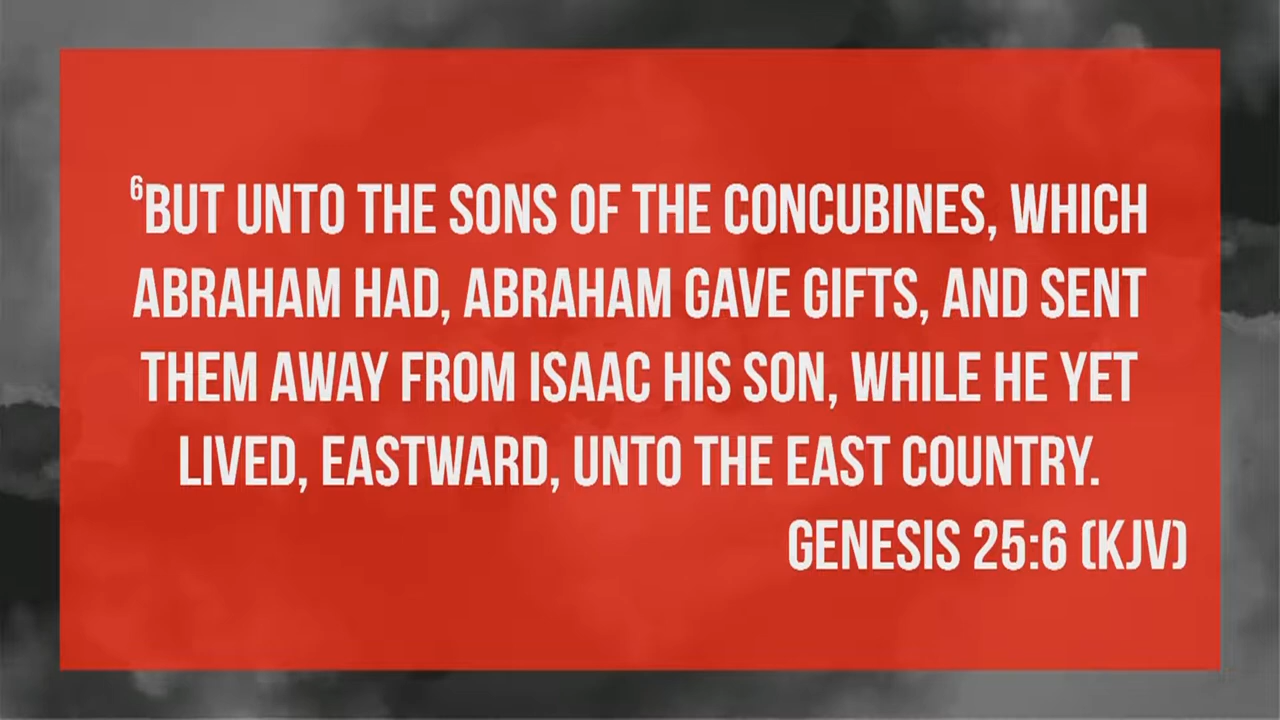 6BUT UNTO THE SONS OF THE CONCUBINES, WHICH
ABRAHAM HAD, ABRAHAM GAVE GIFTS, AND SENT
THEM AWAY FROM ISAAC HIS SON, WHILE HE YET
LIVED, EASTWARD, UNTO THE EAST COUNTRY.
GENESIS 25:6 (KJV)